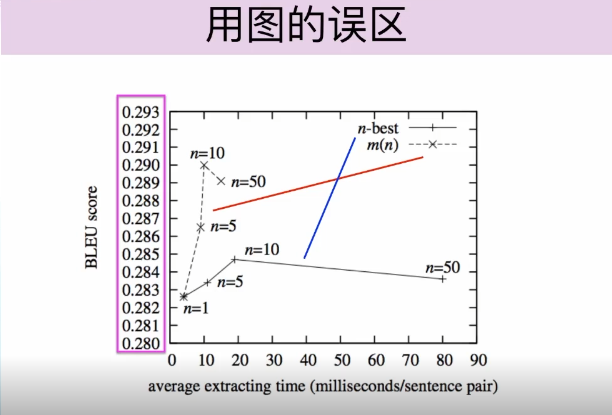 用图的误区
0.293
0.292
0.291
0.290
0.289
0.288
0.287
0.286
0.285
0.284
0.283
0.282
0.281
0.280
BLEU score
n-best
m(n)
n=10
n=50
n=5
n=10
n=50
n=5
n=1
0 10 20 30 40 50 60 70 80 90
average extracting time (milliseconds/sentence pair)